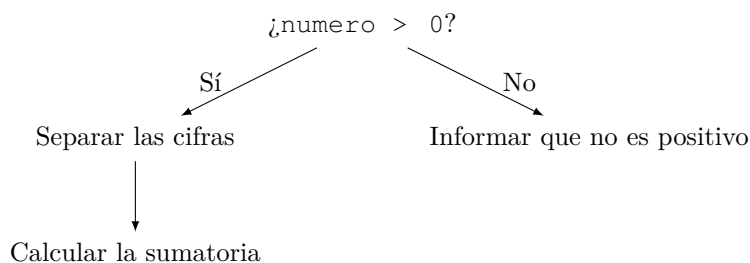 ¿numero > 0?
Sí
No
Separar las cifras
Informar que no es positivo
Calcular la sumatoria